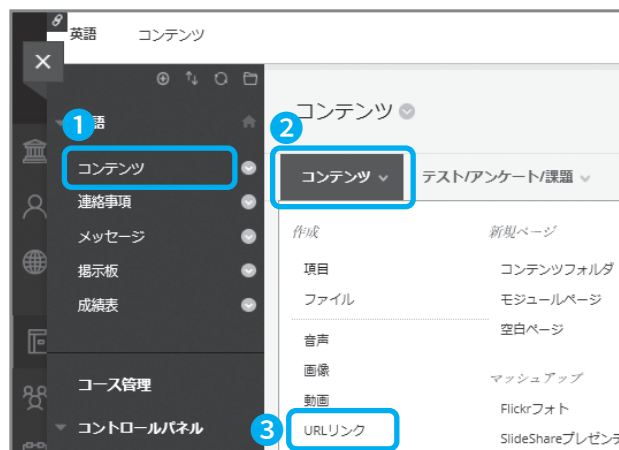 英語 コンテンツ
1 語
コンテンツ
連絡事項
メッセージ
掲示板
成績表
コース管理
コントロールパネル
コンテンツ
2
コンテンツ テスト/アンケート/課題
作成
項目
ファイル
音声
画像
動画
3 URLリンク
新規ページ
コンテンツフォルダ
モジュールページ
空白ページ
マッシュアップ
Flickrフォト
SlideShareプレゼンテ